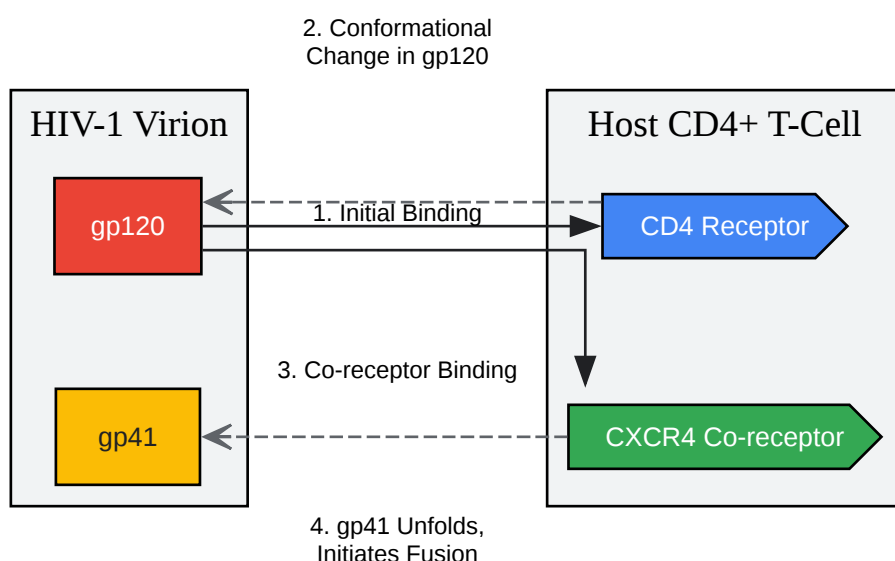 2. Conformational
Change in gp120
HIV-1 Virion
Host CD4+ T-Cell
gp120
1. Initial Binding
CD4 Receptor
3. Co-receptor Binding
gp41
CXCR4 Co-receptor
4. gp41 Unfolds,
Initiates Fusion